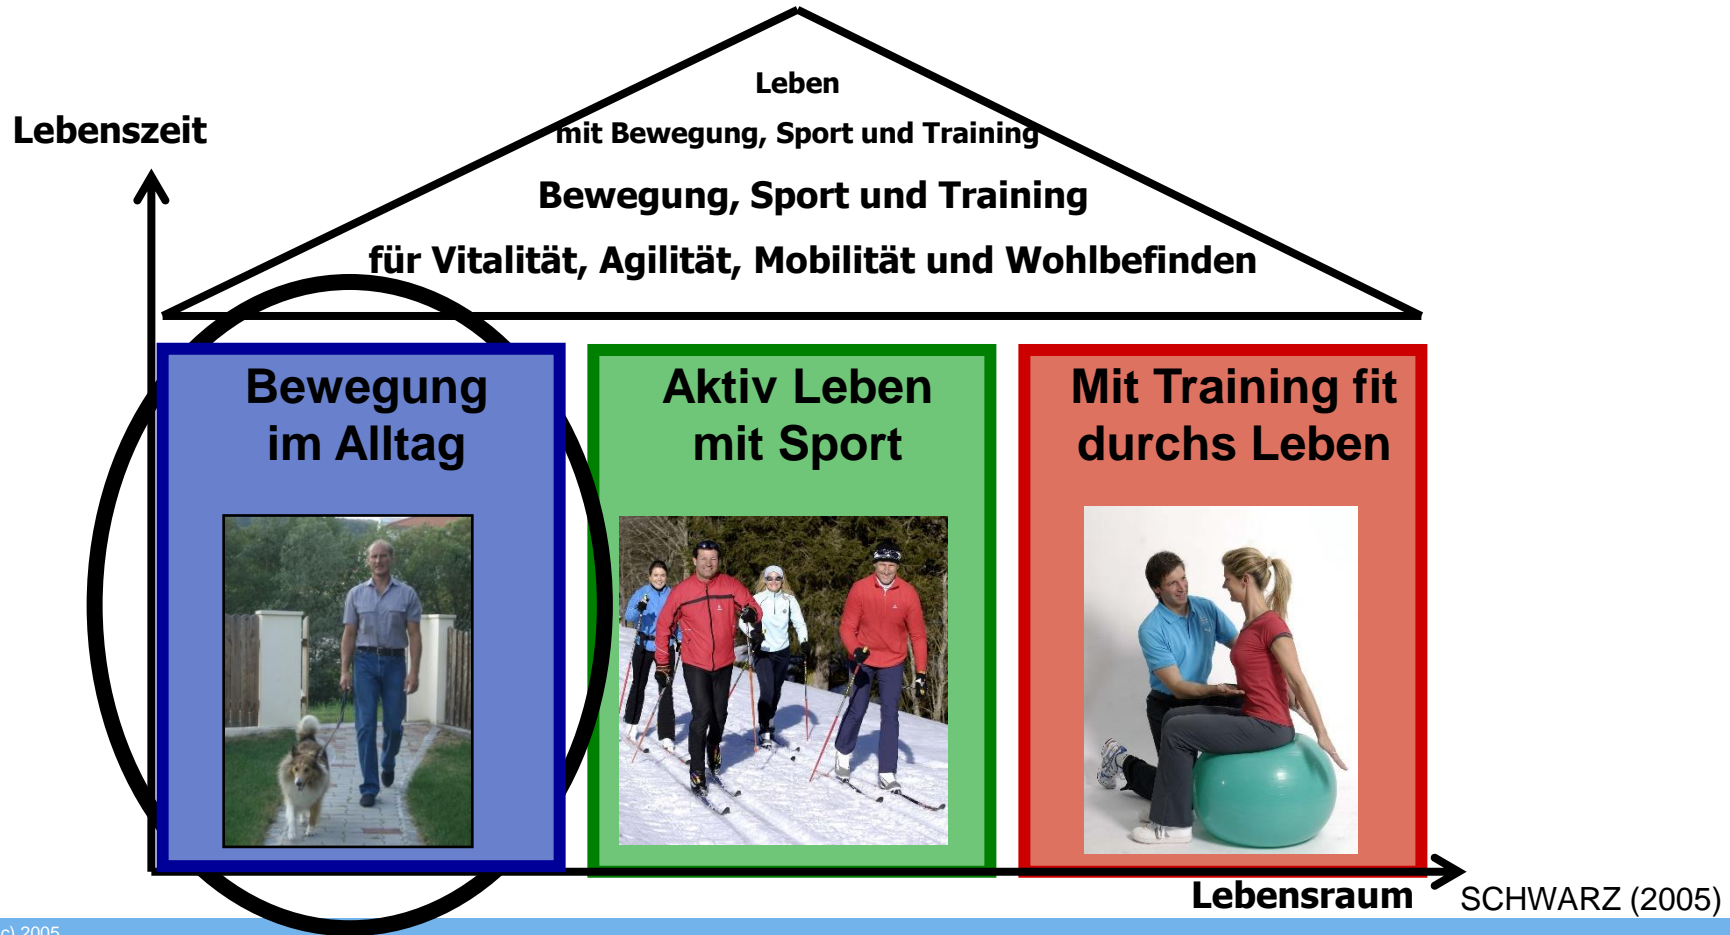 Leben
Lebenszeit
mit Bewegung, Sport und Training
Bewegung, Sport und Training
für Vitalität, Agilität, Mobilität und Wohlbefinden
Bewegung
im Alltag
Aktiv Leben
mit Sport
Mit Training fit
durchs Leben
Lebensraum
SCHWARZ (2005)
c) 2005